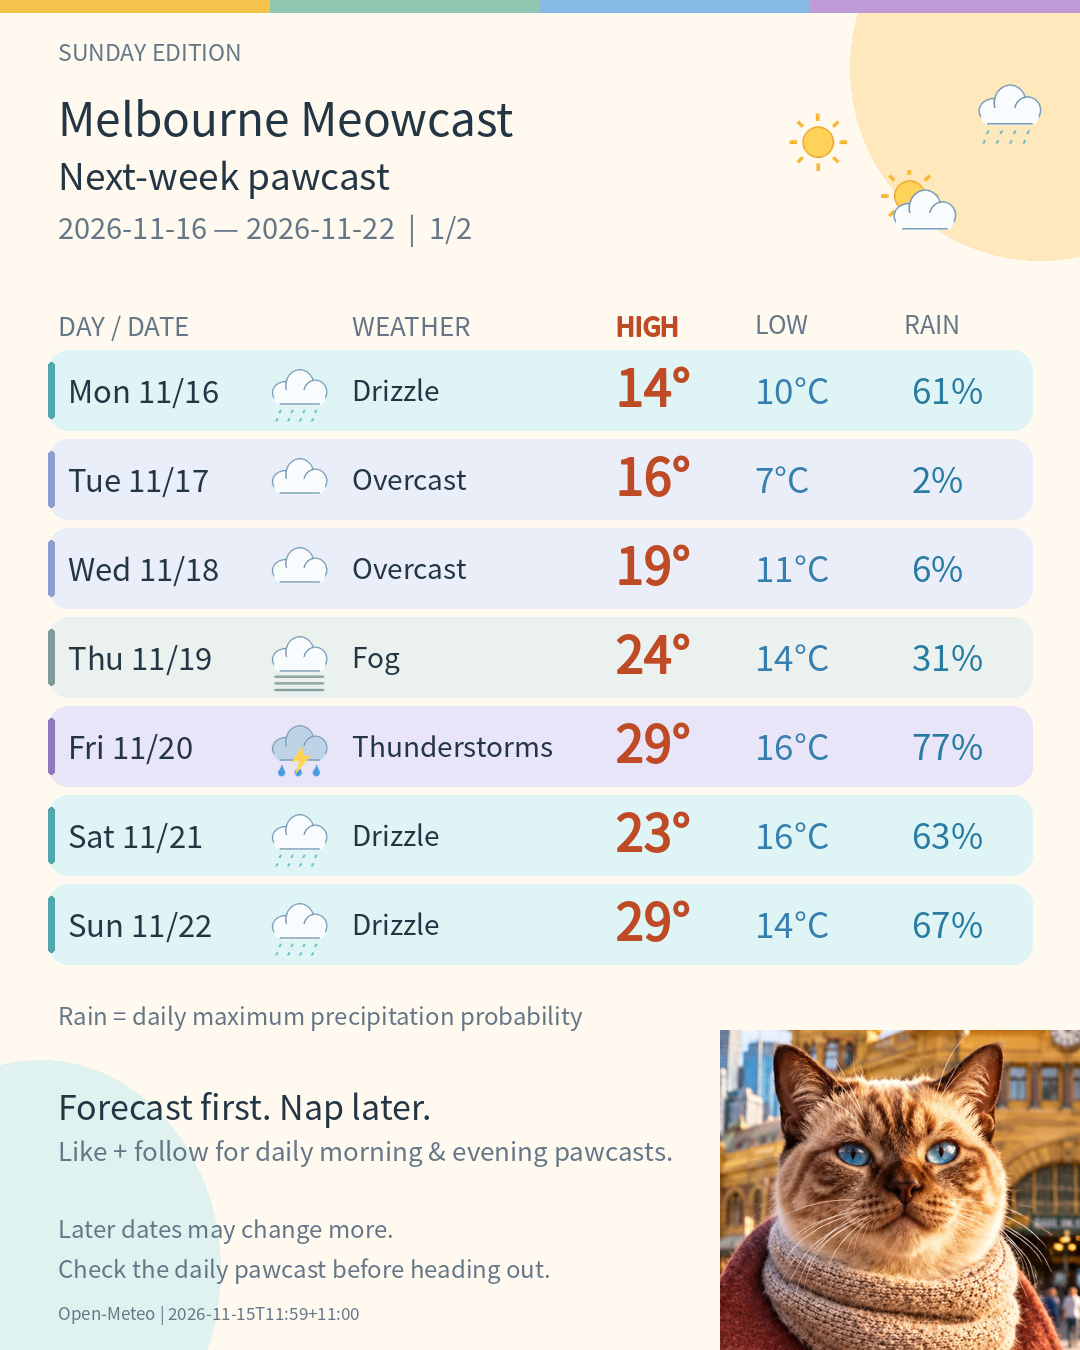 SUNDAY EDITION
Melbourne Meowcast
Next-week pawcast
2026-11-16 — 2026-11-22 | 1/2
DAY / DATE WEATHER HIGH LOW RAIN
Mon 11/16 Drizzle 14° 10°C 61%
Tue 11/17 Overcast 16° 7°C 2%
Wed 11/18 Overcast 19° 11°C 6%
Thu 11/19 Fog 24° 14°C 31%
Fri 11/20 Thunderstorms 29° 16°C 77%
Sat 11/21 Drizzle 23° 16°C 63%
Sun 11/22 Drizzle 29° 14°C 67%
Rain = daily maximum precipitation probability
Forecast first. Nap later.
Like + follow for daily morning & evening pawcasts.
Later dates may change more.
Check the daily pawcast before heading out.
Open-Meteo | 2026-11-15T11:59+11:00